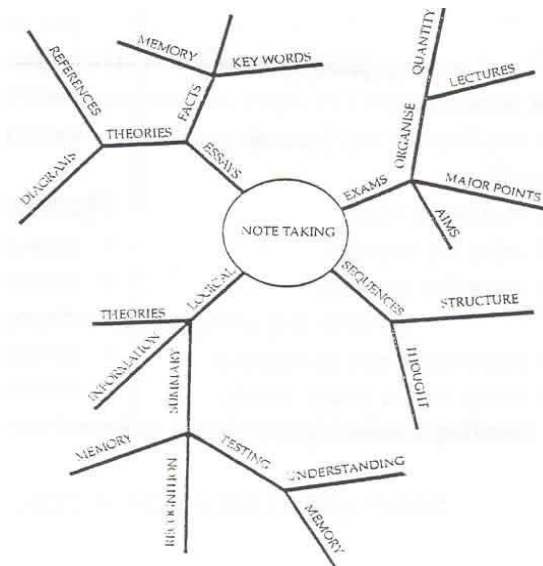 NOTE TAKING
ESSAYS
FACTS
MEMORY
KEY WORDS
THEORIES
REFERENCES
DIAGRAMS
EXAMS
ORGANISE
QUANTITY
LECTURES
MAJOR POINTS
AIMS
SEQUENCES
STRUCTURE
THOUGHT
LOGICAL
THEORIES
INFORMATION
SUMMARY
MEMORY
RECOGNITION
TESTING
UNDERSTANDING
MEMORY